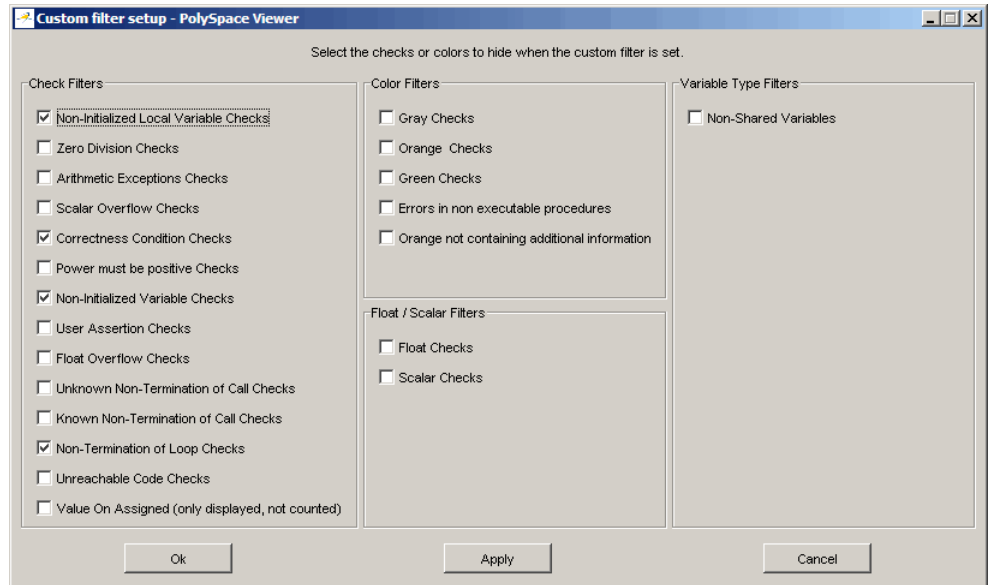 Custom filter setup - PolySpace Viewer
Select the checks or colors to hide when the custom filter is set.
Check Filters
Non-Initialized Local Variable Checks
Zero Division Checks
Arithmetic Exceptions Checks
Scalar Overflow Checks
Correctness Condition Checks
Power must be positive Checks
Non-Initialized Variable Checks
User Assertion Checks
Float Overflow Checks
Unknown Non-Termination of Call Checks
Known Non-Termination of Call Checks
Non-Termination of Loop Checks
Unreachable Code Checks
Value On Assigned (only displayed, not counted)
Color Filters
Gray Checks
Orange Checks
Green Checks
Errors in non executable procedures
Orange not containing additional information
Float / Scalar Filters
Float Checks
Scalar Checks
Variable Type Filters
Non-Shared Variables
Ok
Apply
Cancel